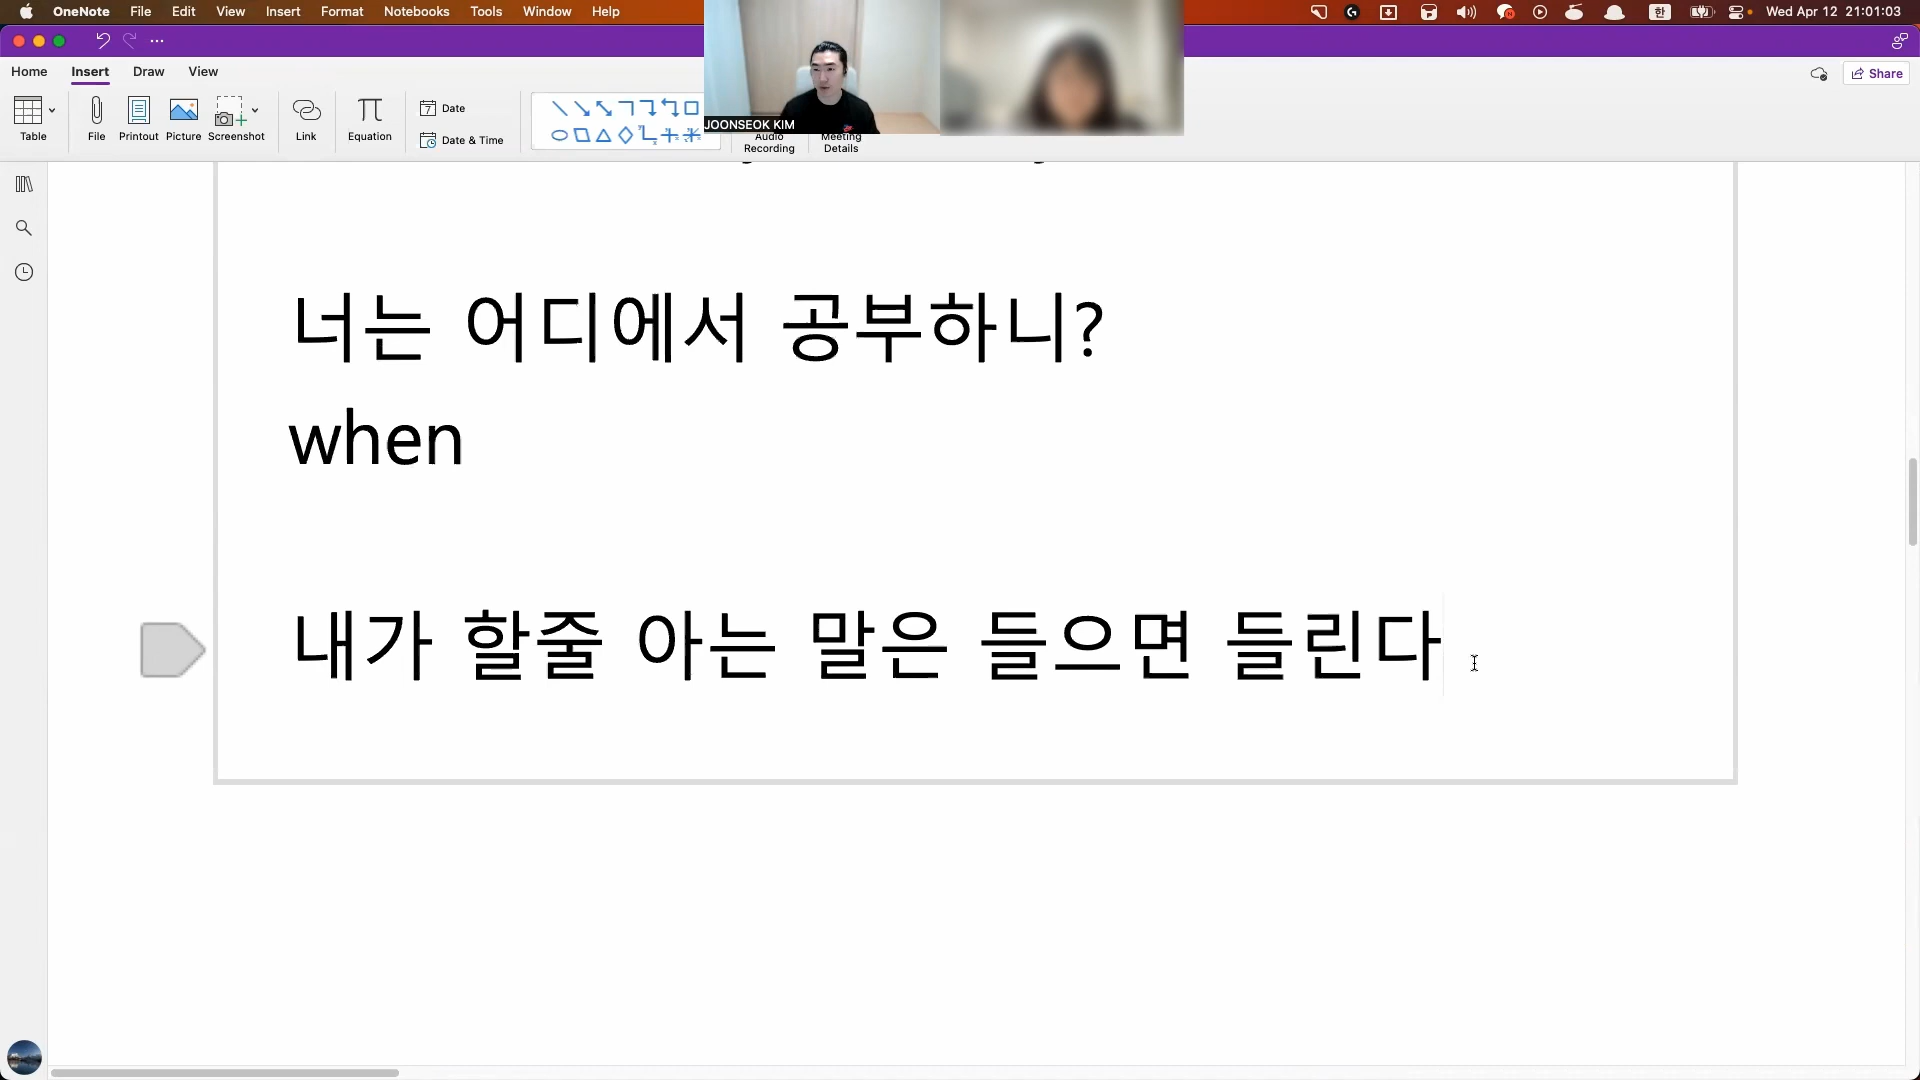 OneNote File Edit View Insert Format Notebooks Tools Window Help 한 Wed Apr 12 21:01:03
Home Insert Draw View Share
Table File Printout Picture Screenshot Link Equation Date
Date & Time
JOONSEOK KIM
Audio Recording Meeting Details
너는 어디에서 공부하니?
when
내가 할줄 아는 말은 들으면 들린다